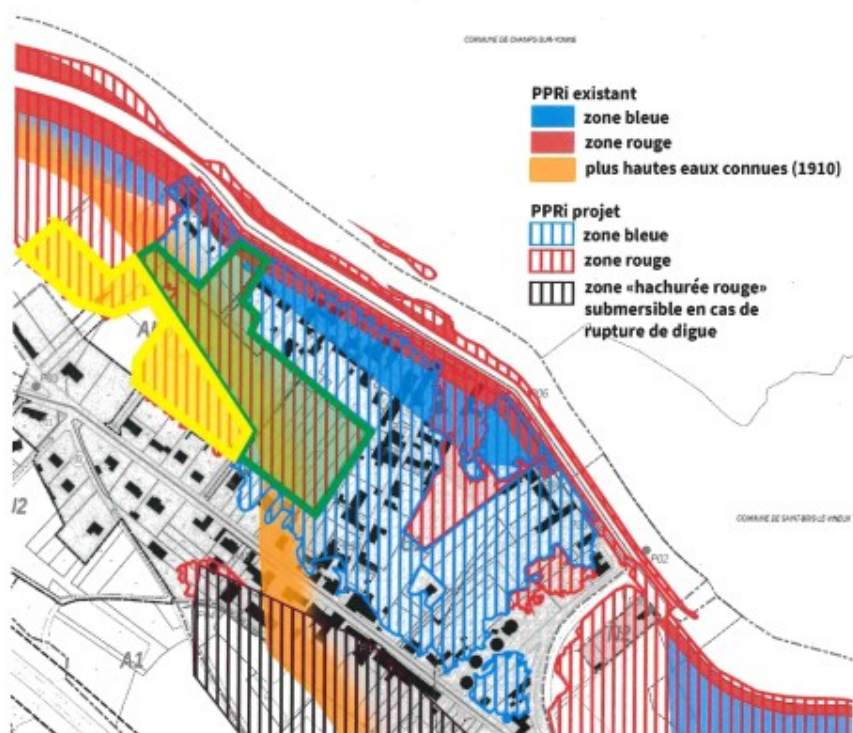 COMMUNE DE CHAMPS-SUR-YONNE
PPRi existant
zone bleue
zone rouge
plus hautes eaux connues (1910)
PPRi projet
zone bleue
zone rouge
zone «hachurée rouge»
submersible en cas de
rupture de digue
COMMUNE DE SAINT-BRIS-LE-VINEUX
P02
A1